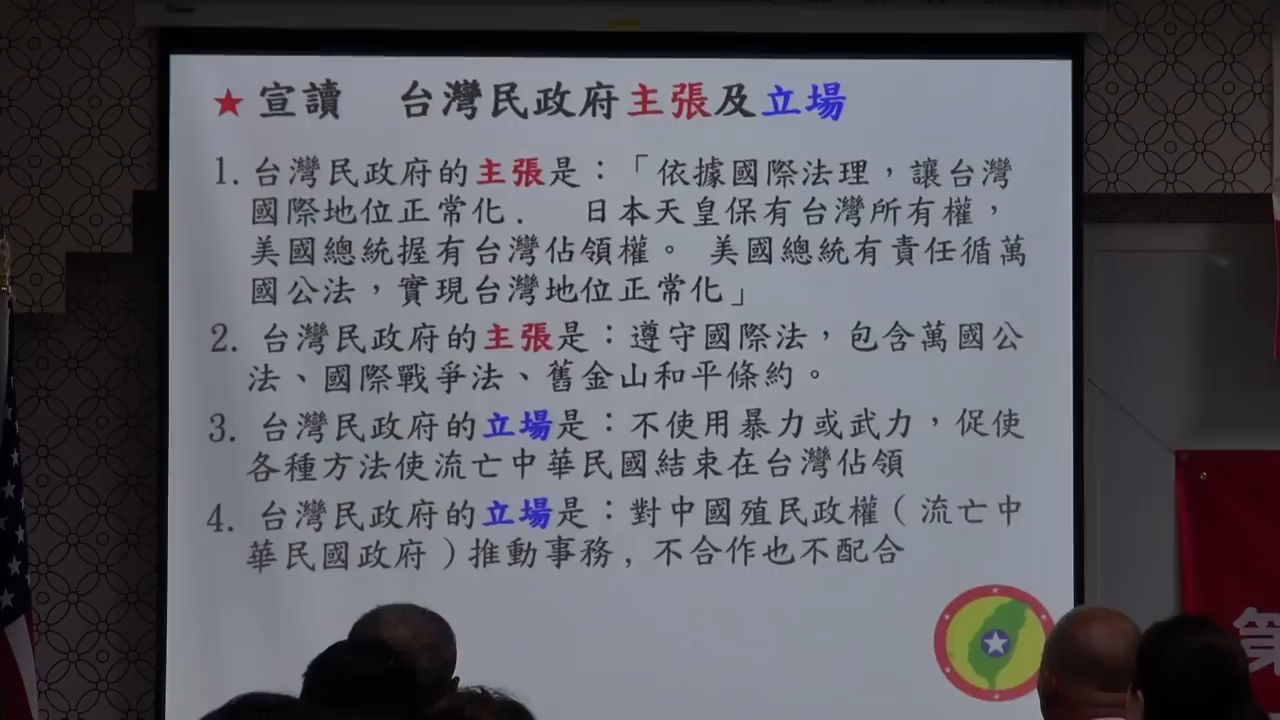 ★ 宣讀 台灣民政府主張及立場
1. 台灣民政府的主張是：「依據國際法理，讓台灣
國際地位正常化． 日本天皇保有台灣所有權，
美國總統握有台灣佔領權。 美國總統有責任循萬
國公法，實現台灣地位正常化」
2. 台灣民政府的主張是：遵守國際法，包含萬國公
法、國際戰爭法、舊金山和平條約。
3. 台灣民政府的立場是：不使用暴力或武力，促使
各種方法使流亡中華民國結束在台灣佔領
4. 台灣民政府的立場是：對中國殖民政權（流亡中
華民國政府）推動事務，不合作也不配合
第